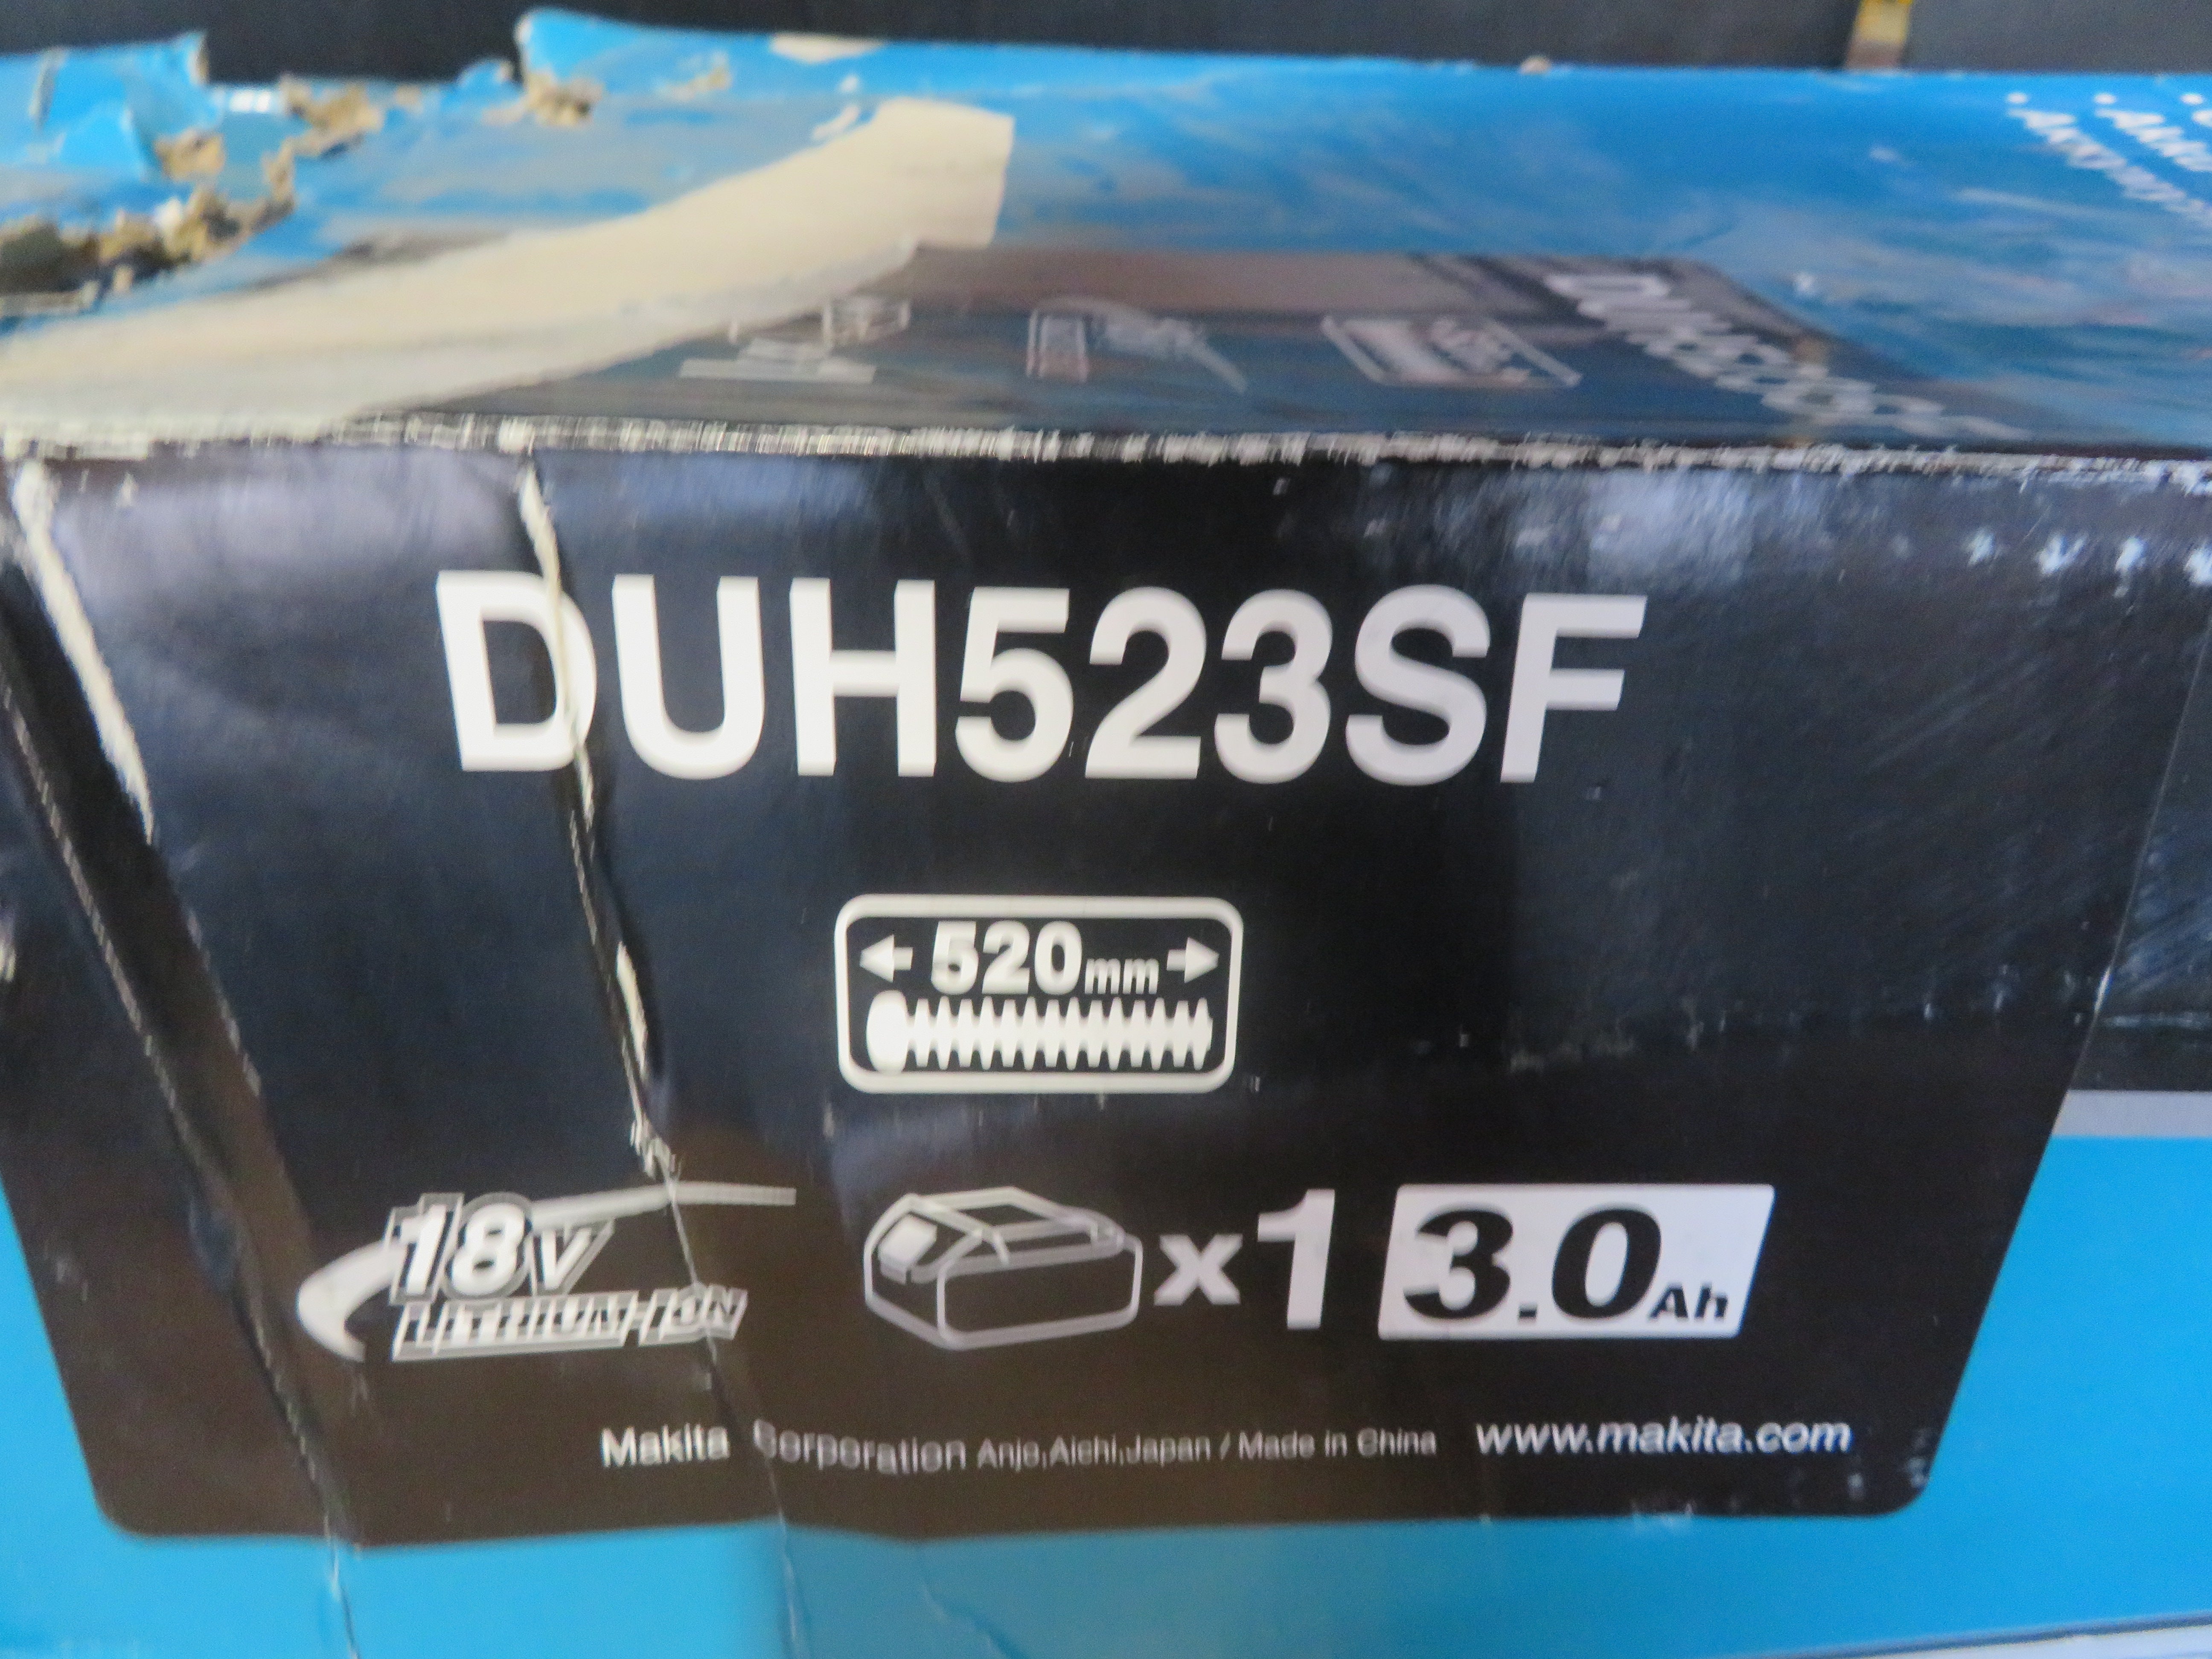 DUH523SF
520mm
18V
LITHIUM-ION
x1 3.0Ah
Makita Corporation Anjo,Aichi,Japan / Made in China www.makita.com